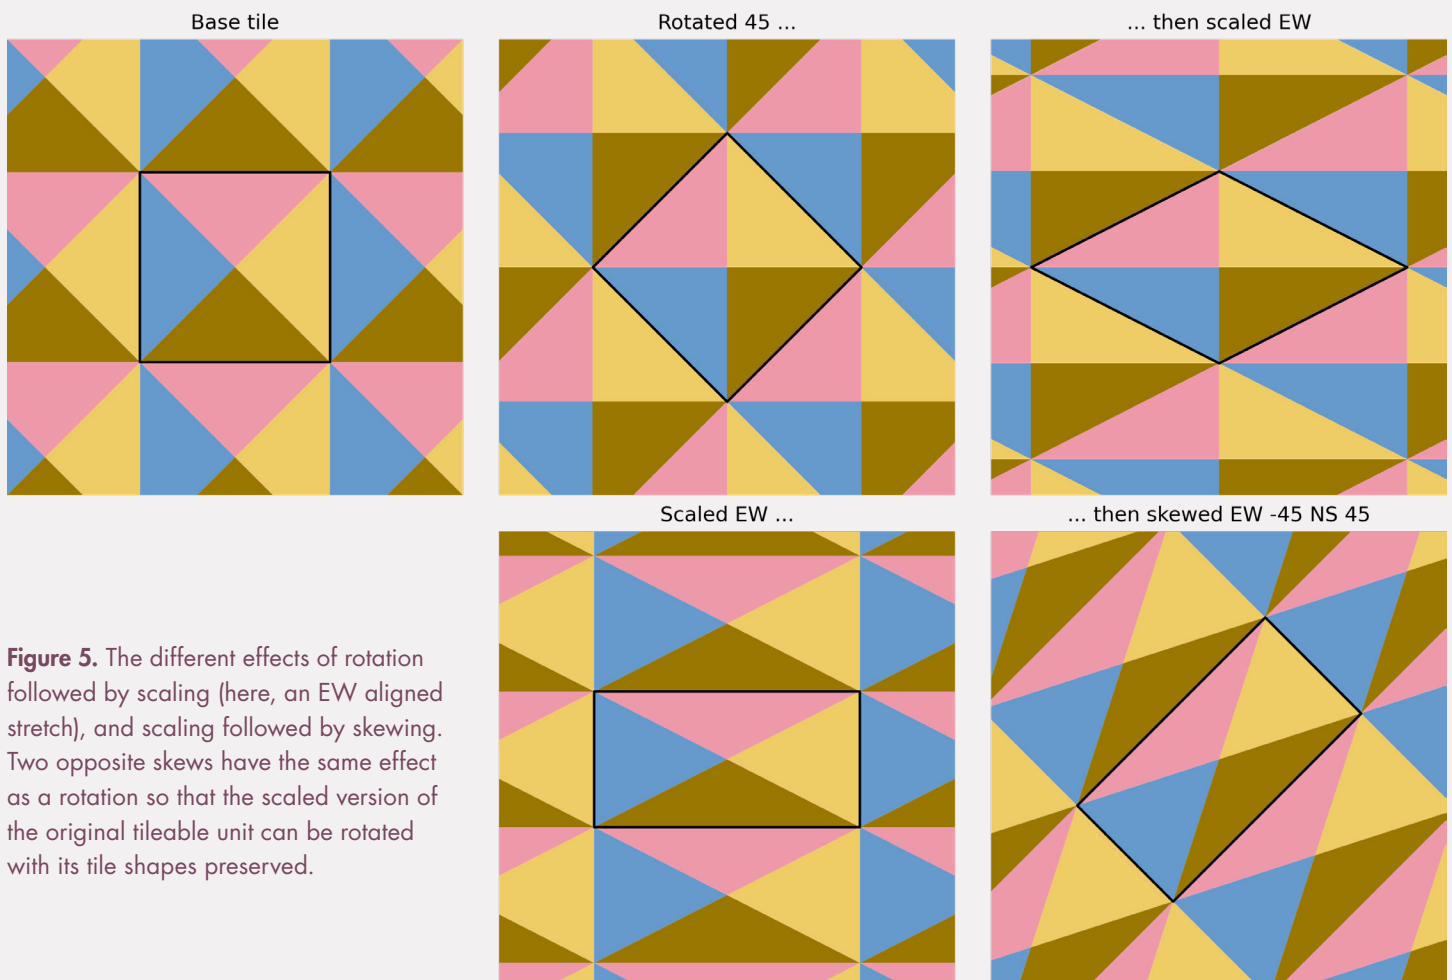 Base tile
Rotated 45 ...
... then scaled EW
Scaled EW ...
... then skewed EW -45 NS 45
Figure 5. The different effects of rotation
followed by scaling (here, an EW aligned
stretch), and scaling followed by skewing.
Two opposite skews have the same effect
as a rotation so that the scaled version of
the original tileable unit can be rotated
with its tile shapes preserved.